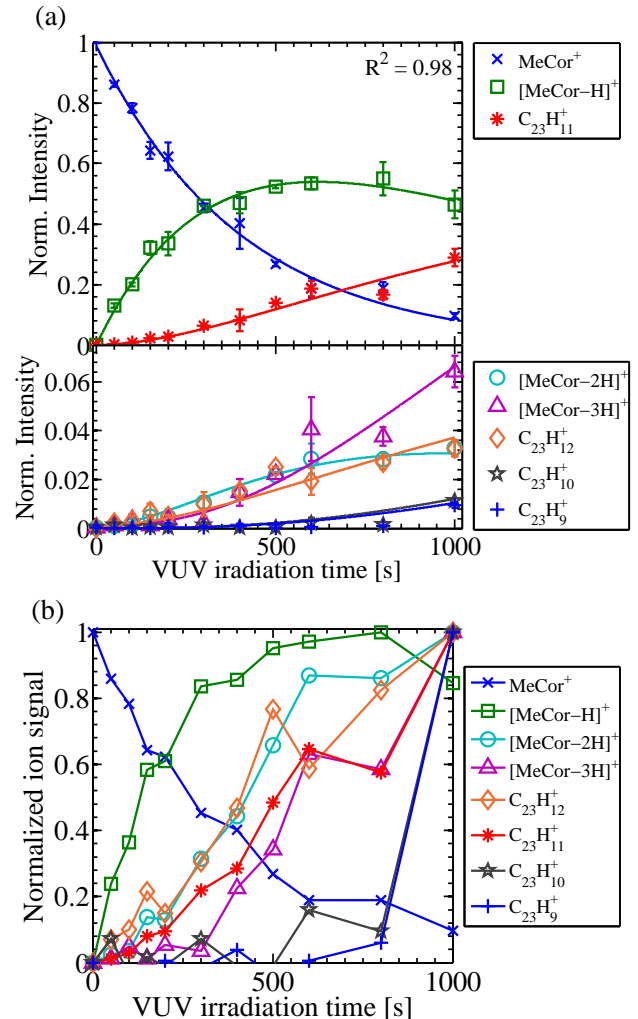 (a)
1
0.8
0.6
0.4
0.2
0
Norm. Intensity
R² = 0.98
MeCor⁺
[MeCor−H]⁺
C₂₃H₁₁⁺
0.06
0.04
0.02
0
Norm. Intensity
0 500 1000
VUV irradiation time [s]
[MeCor−2H]⁺
[MeCor−3H]⁺
C₂₃H₁₂⁺
C₂₃H₁₀⁺
C₂₃H₉⁺
(b)
1
0.8
0.6
0.4
0.2
0
Normalized ion signal
0 500 1000
VUV irradiation time [s]
MeCor⁺
[MeCor−H]⁺
[MeCor−2H]⁺
[MeCor−3H]⁺
C₂₃H₁₂⁺
C₂₃H₁₁⁺
C₂₃H₁₀⁺
C₂₃H₉⁺